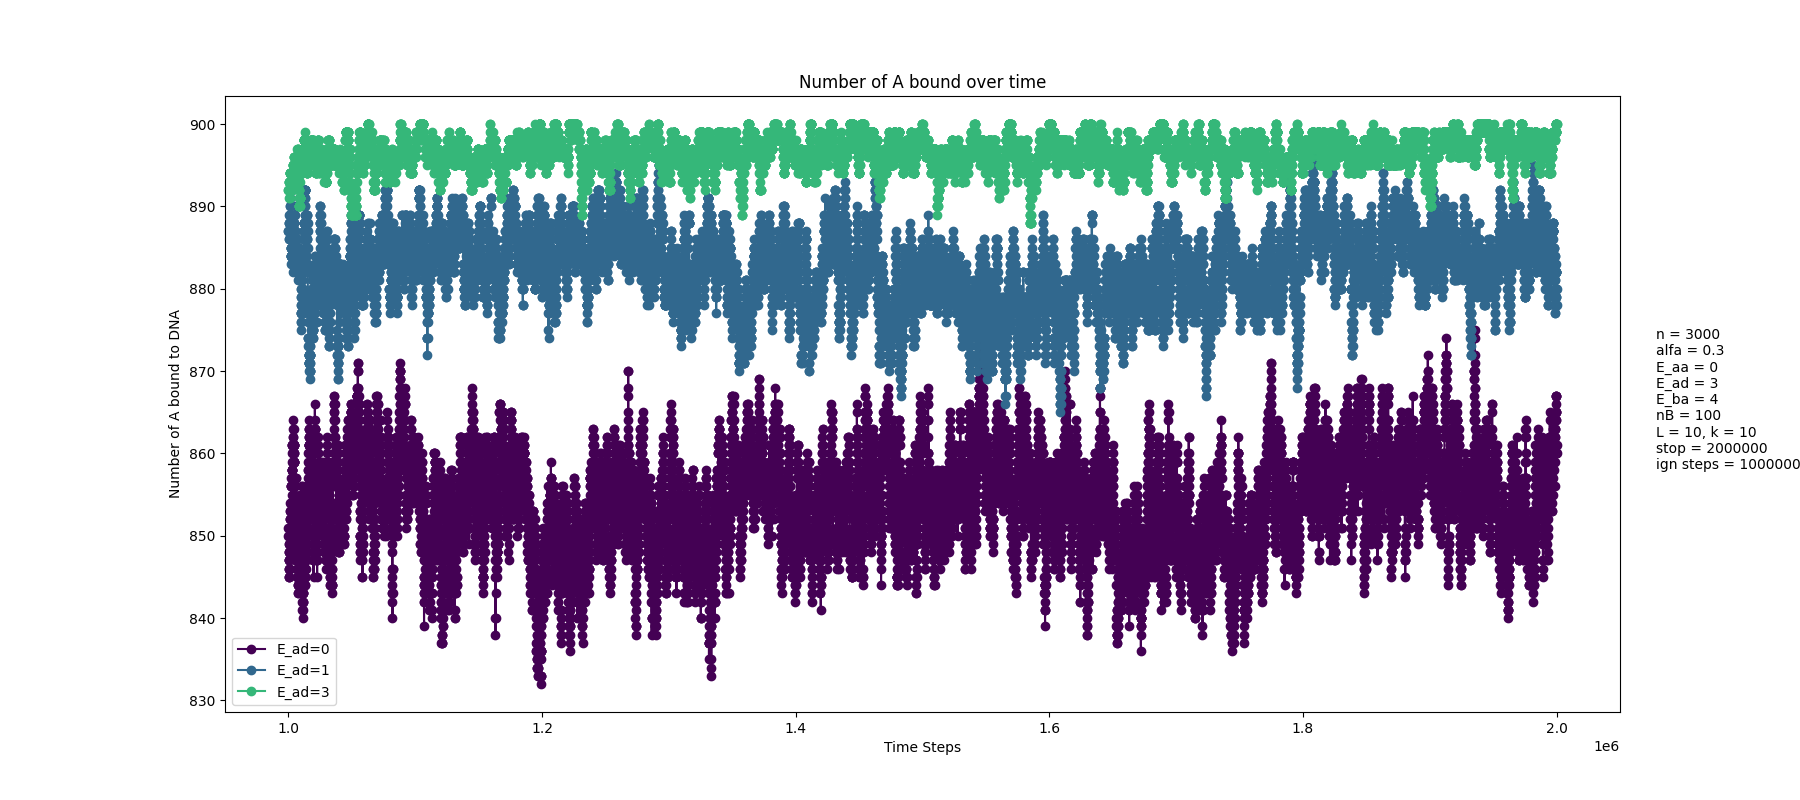 Number of A bound over time
Number of A bound to DNA
900
890
880
870
860
850
840
830
E_ad=0
E_ad=1
E_ad=3
1.0
1.2
1.4
1.6
1.8
2.0
1e6
Time Steps
n = 3000
alfa = 0.3
E_aa = 0
E_ad = 3
E_ba = 4
nB = 100
L = 10, k = 10
stop = 2000000
ign steps = 1000000